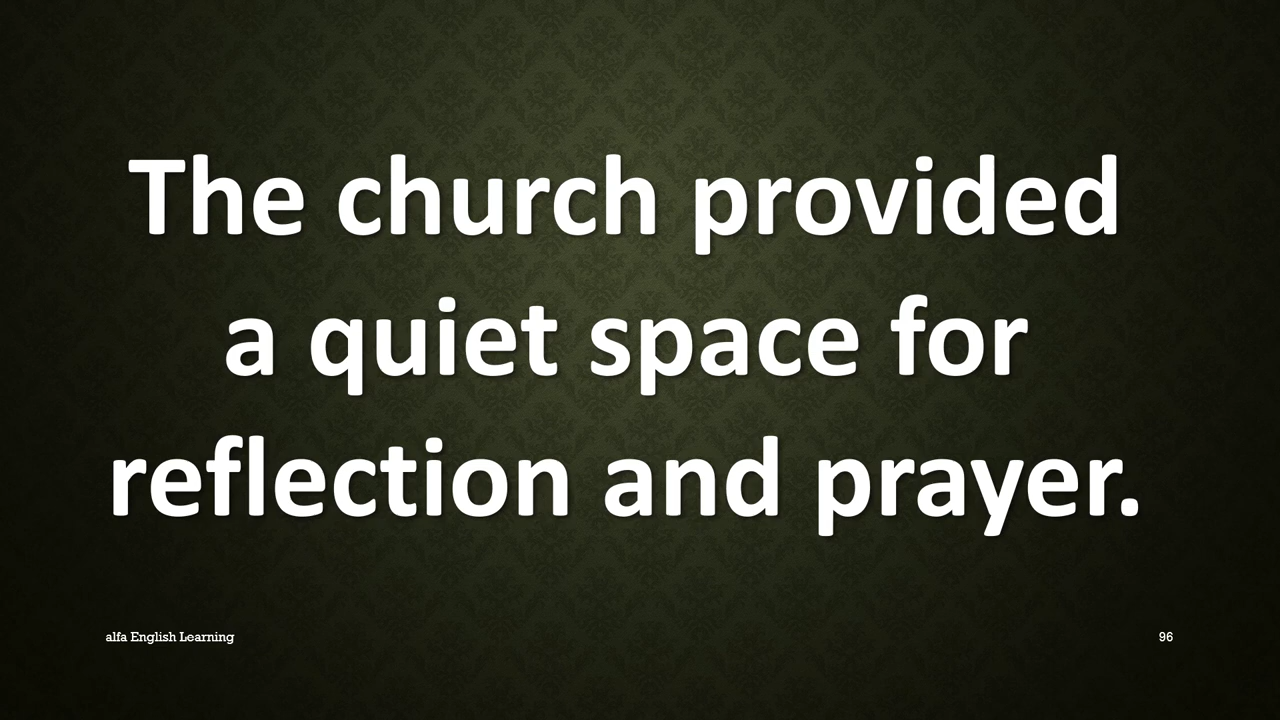 The church provided
a quiet space for
reflection and prayer.
alfa English Learning
96